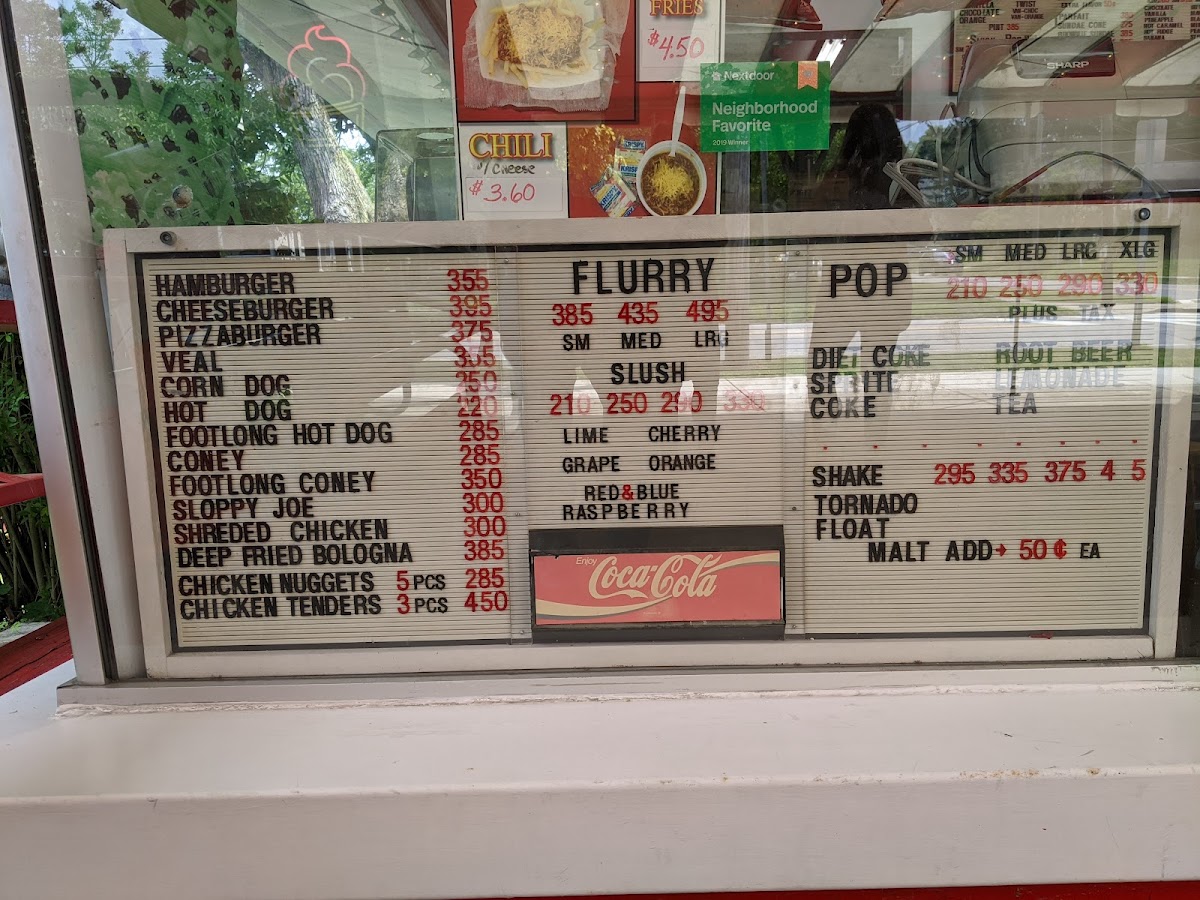 FRIES
$4.50
CHILI
w/ Cheese
$3.60
Nextdoor
Neighborhood
Favorite
2019 Winner
SHARP
HAMBURGER 355
CHEESEBURGER 395
PIZZABURGER 375
VEAL
CORN DOG 250
HOT DOG 220
FOOTLONG HOT DOG 285
CONEY 285
FOOTLONG CONEY 350
SLOPPY JOE 300
SHREDED CHICKEN 300
DEEP FRIED BOLOGNA 385
CHICKEN NUGGETS 5 PCS 285
CHICKEN TENDERS 3 PCS 450
FLURRY
385 435 495
SM MED LRG
SLUSH
210 250 290 330
LIME CHERRY
GRAPE ORANGE
RED&BLUE
RASPBERRY
Enjoy
Coca-Cola
SM MED LRG XLG
POP 210 250 290 330
PLUS TAX
DIET COKE ROOT BEER
SPRITE LEMONADE
COKE TEA
SHAKE 295 335 375 4 5
TORNADO
FLOAT
MALT ADD→ 50¢ EA